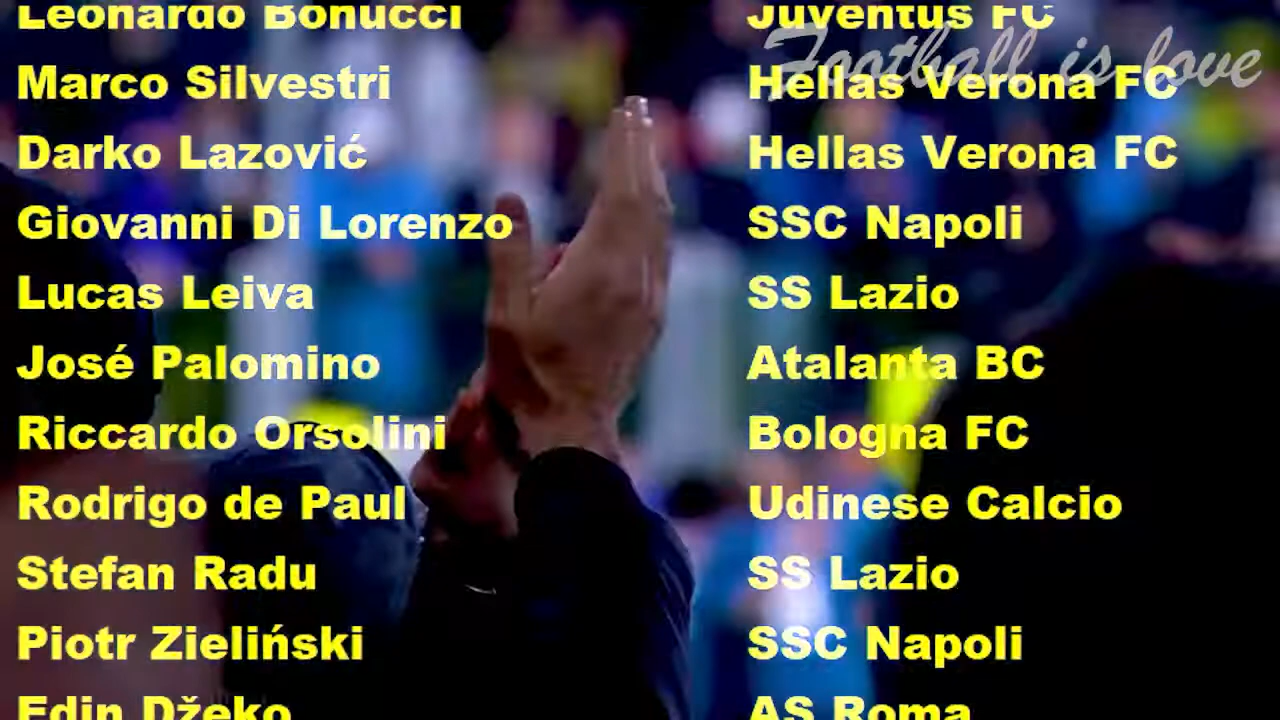 Leonardo Bonucci Juventus FC
Football is love
Marco Silvestri Hellas Verona FC
Darko Lazović Hellas Verona FC
Giovanni Di Lorenzo SSC Napoli
Lucas Leiva SS Lazio
José Palomino Atalanta BC
Riccardo Orsolini Bologna FC
Rodrigo de Paul Udinese Calcio
Stefan Radu SS Lazio
Piotr Zieliński SSC Napoli
Edin Džeko AS Roma